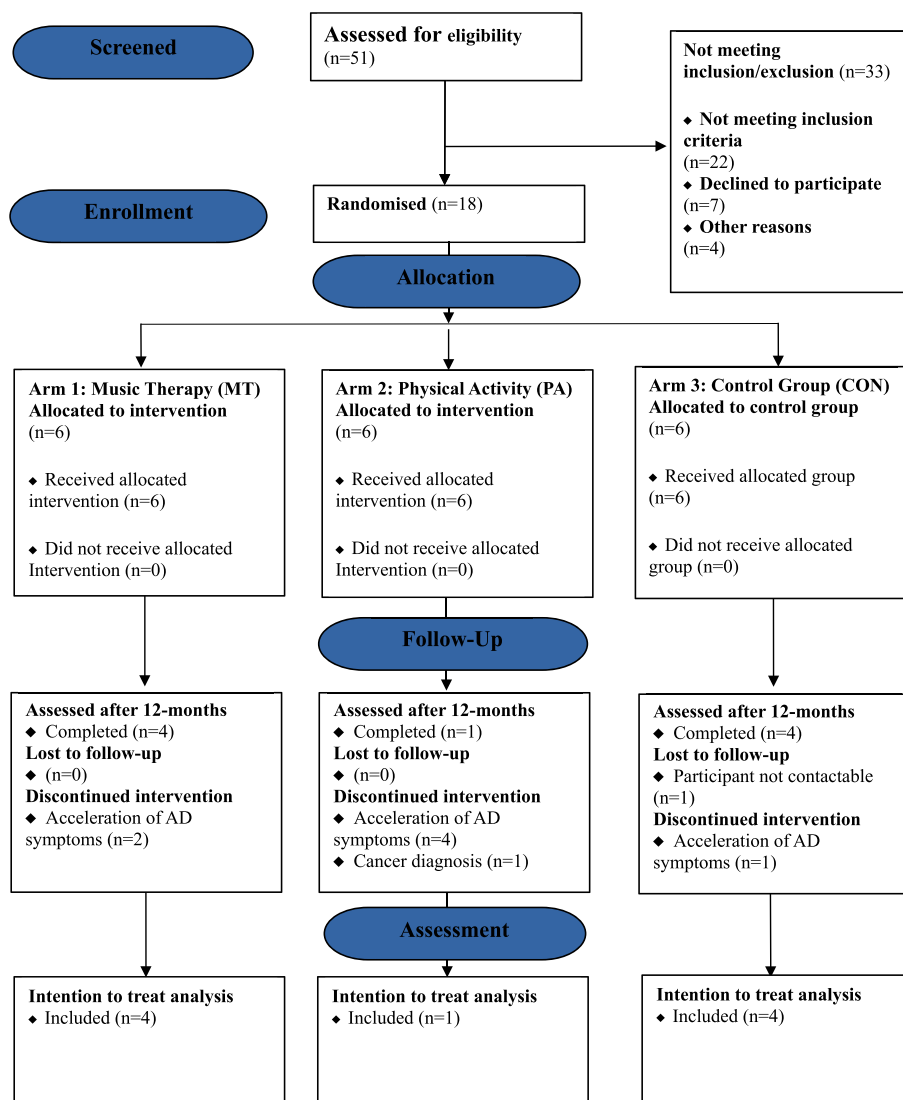 Screened
Assessed for eligibility
(n=51)
Not meeting
inclusion/exclusion (n=33)
◆ Not meeting inclusion
criteria
(n=22)
◆ Declined to participate
(n=7)
◆ Other reasons
(n=4)
Enrollment
Randomised (n=18)
Allocation
Arm 1: Music Therapy (MT)
Allocated to intervention
(n=6)
◆ Received allocated
intervention (n=6)
◆ Did not receive allocated
Intervention (n=0)
Arm 2: Physical Activity (PA)
Allocated to intervention
(n=6)
◆ Received allocated
intervention (n=6)
◆ Did not receive allocated
Intervention (n=0)
Arm 3: Control Group (CON)
Allocated to control group
(n=6)
◆ Received allocated group
(n=6)
◆ Did not receive allocated
group (n=0)
Follow-Up
Assessed after 12-months
◆ Completed (n=4)
Lost to follow-up
◆ (n=0)
Discontinued intervention
◆ Acceleration of AD
symptoms (n=2)
Assessed after 12-months
◆ Completed (n=1)
Lost to follow-up
◆ (n=0)
Discontinued intervention
◆ Acceleration of AD
symptoms (n=4)
◆ Cancer diagnosis (n=1)
Assessed after 12-months
◆ Completed (n=4)
Lost to follow-up
◆ Participant not contactable
(n=1)
Discontinued intervention
◆ Acceleration of AD
symptoms (n=1)
Assessment
Intention to treat analysis
◆ Included (n=4)
Intention to treat analysis
◆ Included (n=1)
Intention to treat analysis
◆ Included (n=4)